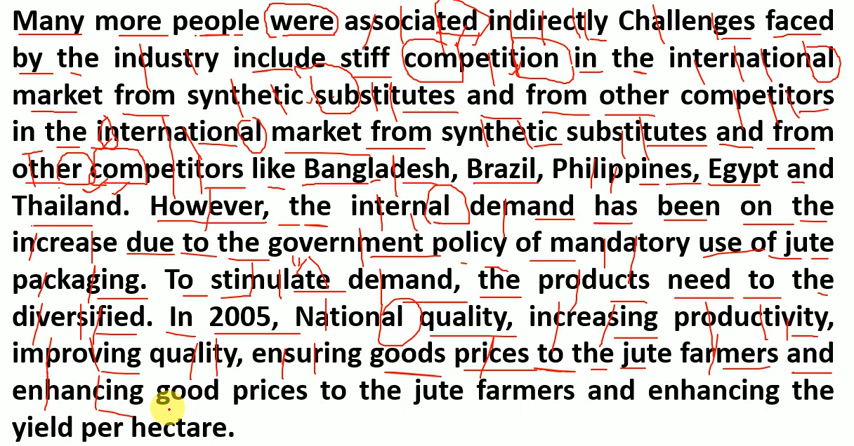 Many more people were associated indirectly Challenges faced
by the industry include stiff competition in the international
market from synthetic substitutes and from other competitors
in the international market from synthetic substitutes and from
other competitors like Bangladesh, Brazil, Philippines, Egypt and
Thailand. However, the internal demand has been on the
increase due to the government policy of mandatory use of jute
packaging. To stimulate demand, the products need to the
diversified. In 2005, National quality, increasing productivity,
improving quality, ensuring goods prices to the jute farmers and
enhancing good prices to the jute farmers and enhancing the
yield per hectare.